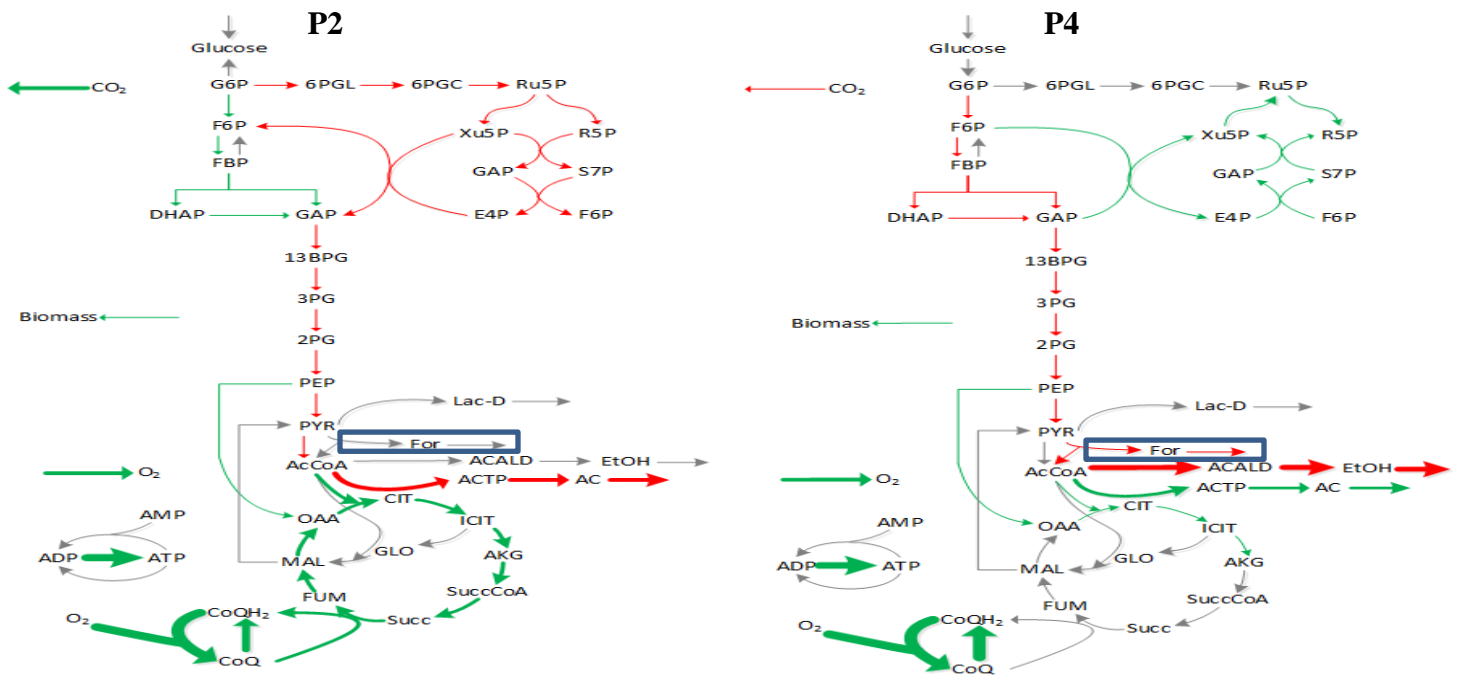 P2
Glucose
CO₂
G6P
6PGL
6PGC
Ru5P
F6P
Xu5P
R5P
FBP
GAP
S7P
DHAP
GAP
E4P
F6P
13BPG
3PG
Biomass
2PG
PEP
Lac-D
PYR
For
AcCoA
ACALD
EtOH
O₂
ACTP
AC
CIT
AMP
OAA
ICIT
ADP
ATP
MAL
GLO
AKG
FUM
SuccCoA
O₂
CoQH₂
Succ
CoQ
P4
Glucose
CO₂
G6P
6PGL
6PGC
Ru5P
F6P
Xu5P
R5P
FBP
GAP
S7P
DHAP
GAP
E4P
F6P
13BPG
3PG
Biomass
2PG
PEP
Lac-D
PYR
For
AcCoA
ACALD
EtOH
O₂
ACTP
AC
CIT
AMP
OAA
ICIT
ADP
ATP
MAL
GLO
AKG
FUM
SuccCoA
O₂
CoQH₂
Succ
CoQ